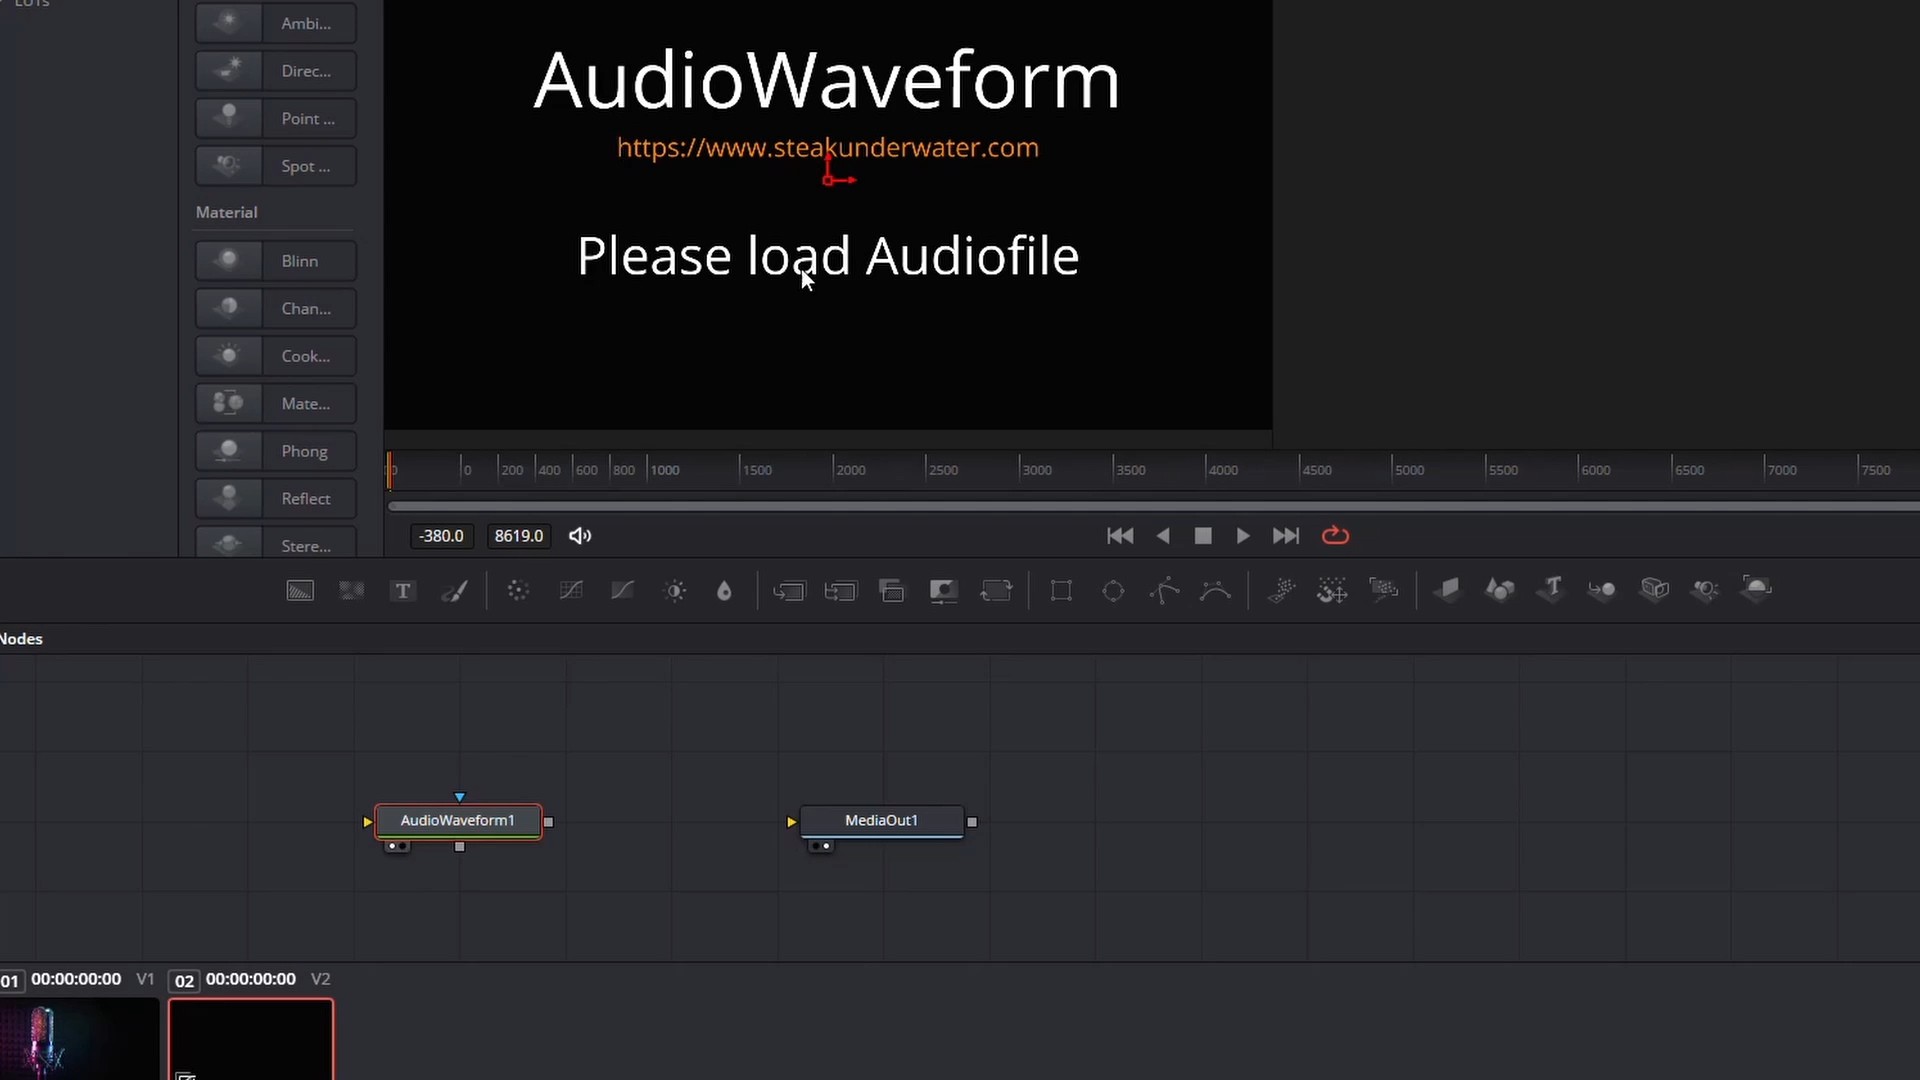 LUTs
Ambi...
Direc...
Point ...
Spot ...
Material
Blinn
Chan...
Cook...
Mate...
Phong
Reflect
Stere...
AudioWaveform
https://www.steakunderwater.com
Please load Audiofile
0 200 400 600 800 1000 1500 2000 2500 3000 3500 4000 4500 5000 5500 6000 6500 7000 7500
-380.0 8619.0
T T
Nodes
AudioWaveform1 MediaOut1
01 00:00:00:00 V1 02 00:00:00:00 V2